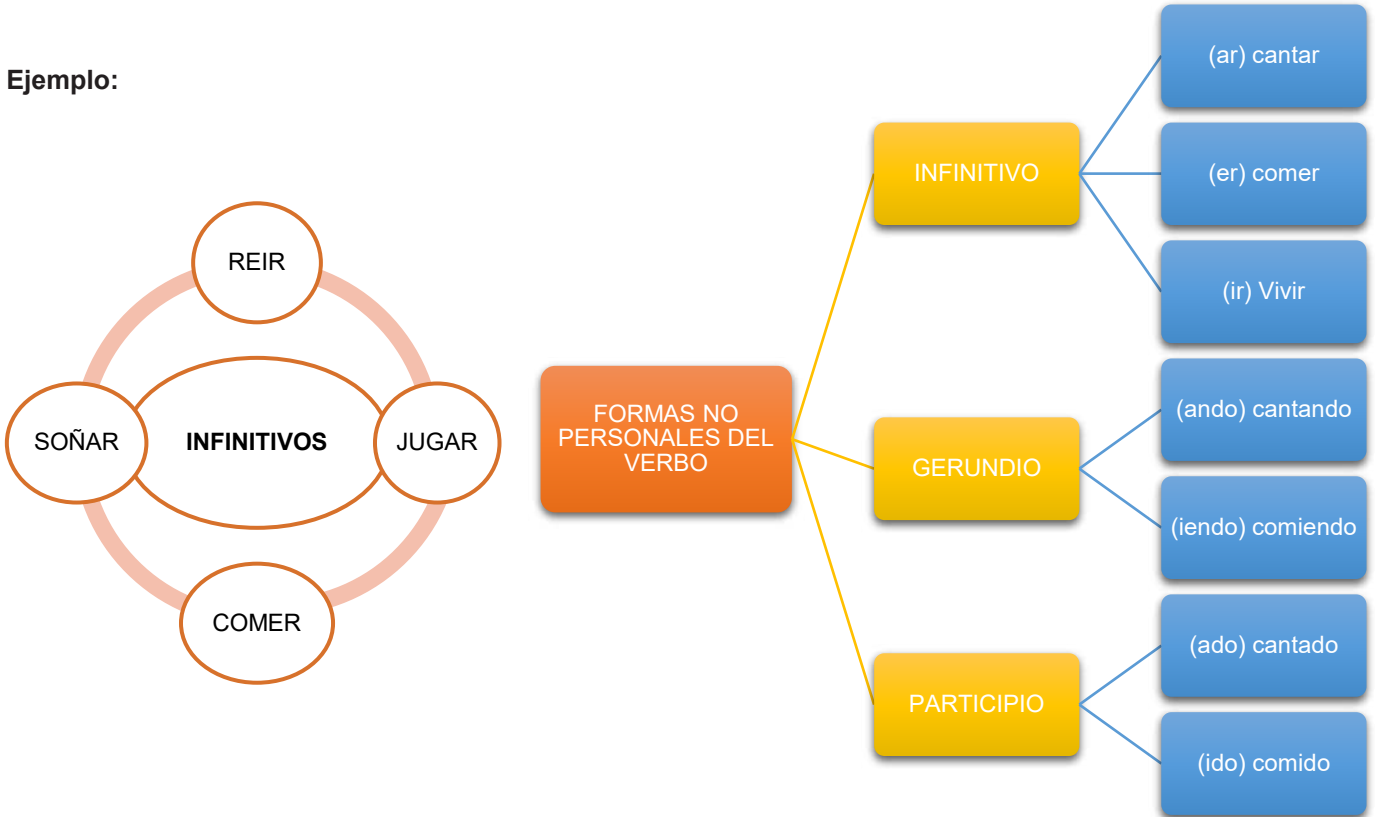 Ejemplo:
REIR
SOÑAR
INFINITIVOS
JUGAR
COMER
FORMAS NO
PERSONALES DEL
VERBO
INFINITIVO
(ar) cantar
(er) comer
(ir) Vivir
GERUNDIO
(ando) cantando
(iendo) comiendo
PARTICIPIO
(ado) cantado
(ido) comido